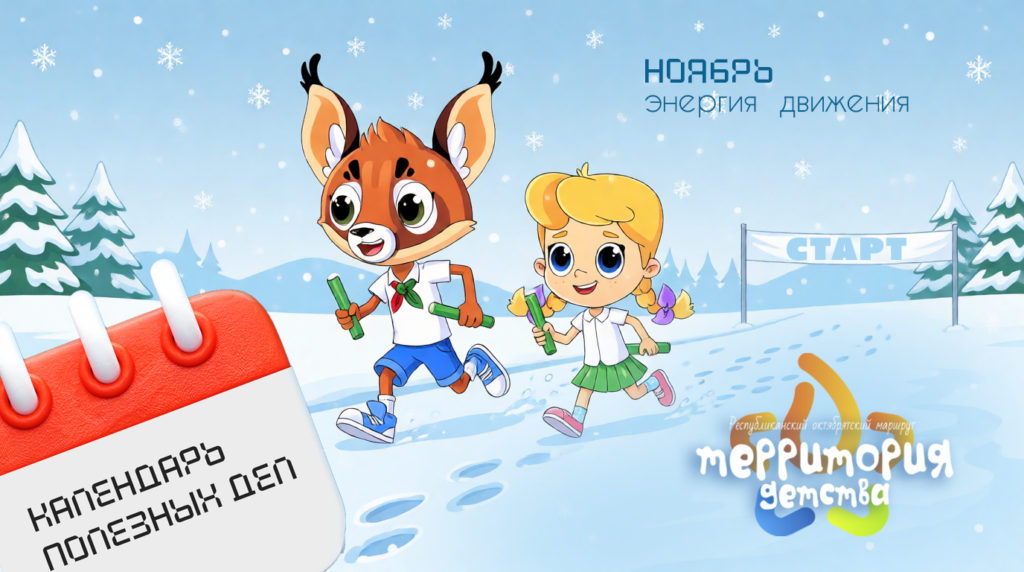 НОЯБРЬ
ЭНЕРГИЯ ДВИЖЕНИЯ
СТАРТ
КАЛЕНДАРЬ
ПОЛЕЗНЫХ ДЕЛ
Республиканский октябрятский маршрут
территория
детства